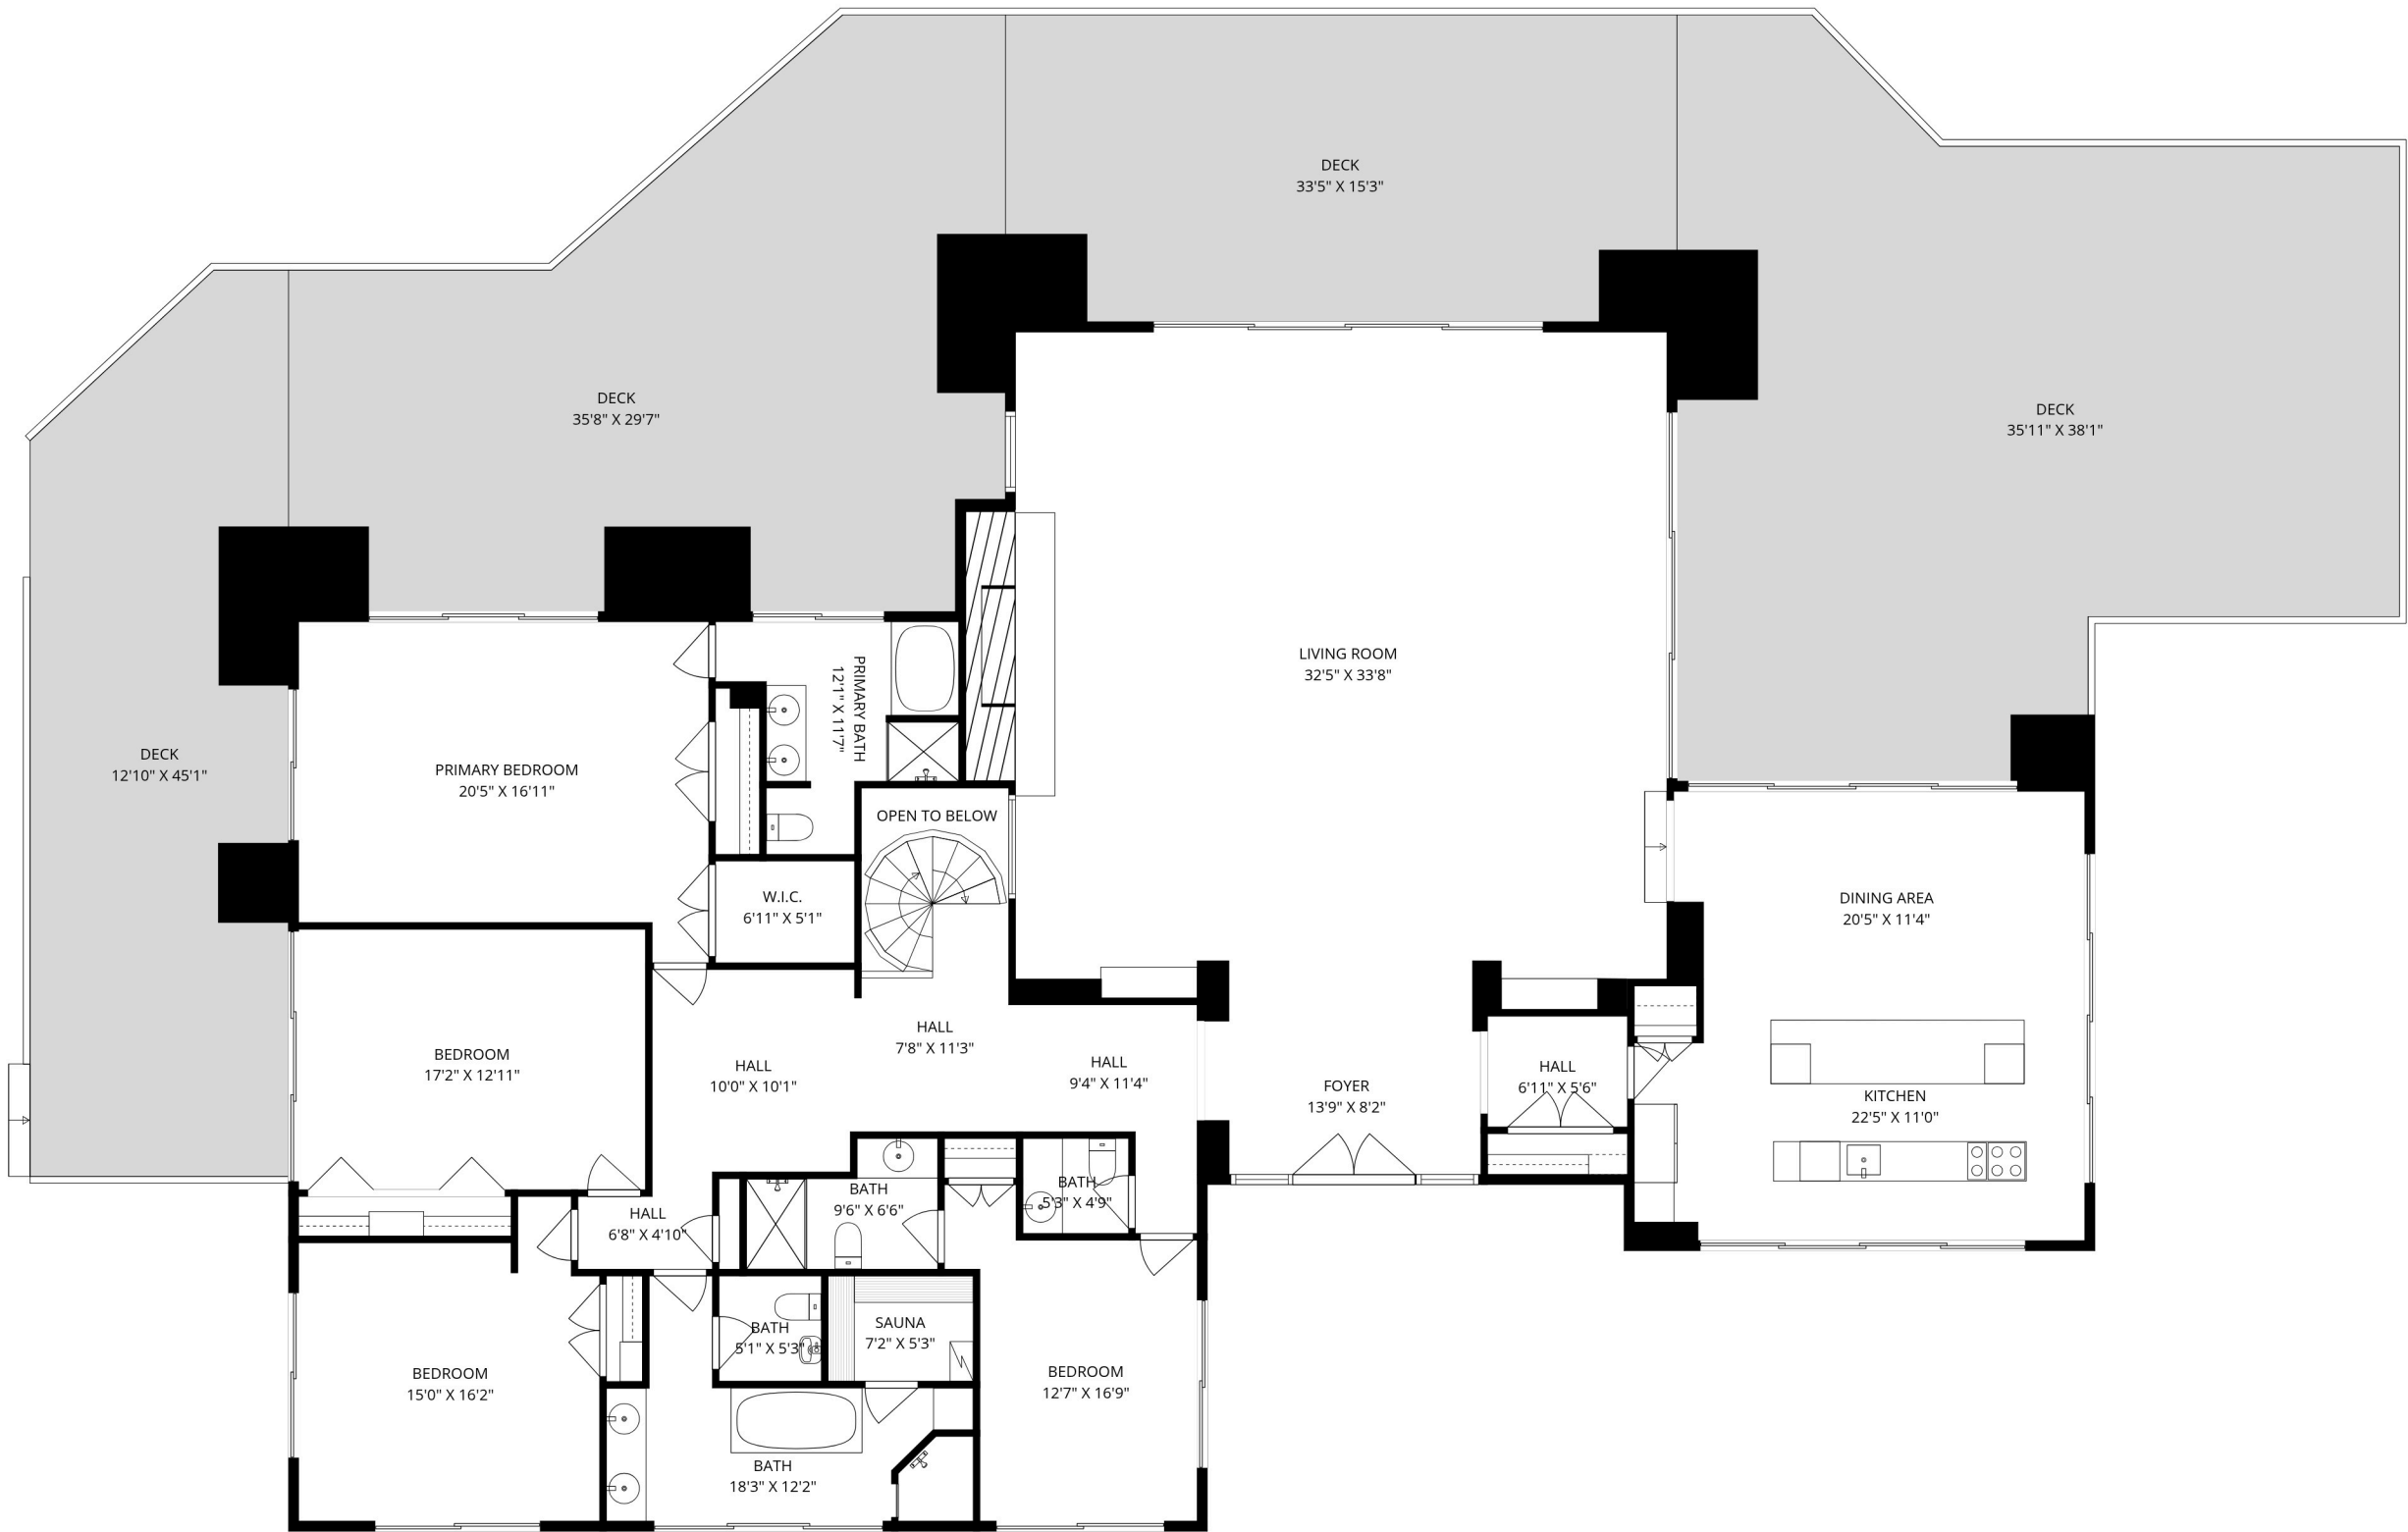 DECK
33'5" X 15'3"
DECK
35'8" X 29'7"
DECK
35'11" X 38'1"
LIVING ROOM
32'5" X 33'8"
PRIMARY BATH
12'1" X 11'7"
DECK
12'10" X 45'1"
PRIMARY BEDROOM
20'5" X 16'11"
OPEN TO BELOW
W.I.C.
6'11" X 5'1"
DINING AREA
20'5" X 11'4"
HALL
7'8" X 11'3"
BEDROOM
17'2" X 12'11"
HALL
10'0" X 10'1"
HALL
9'4" X 11'4"
FOYER
13'9" X 8'2"
HALL
6'11" X 5'6"
KITCHEN
22'5" X 11'0"
BATH
9'6" X 6'6"
BATH
5'3" X 4'9"
HALL
6'8" X 4'10"
BATH
5'1" X 5'3"
SAUNA
7'2" X 5'3"
BEDROOM
15'0" X 16'2"
BEDROOM
12'7" X 16'9"
BATH
18'3" X 12'2"